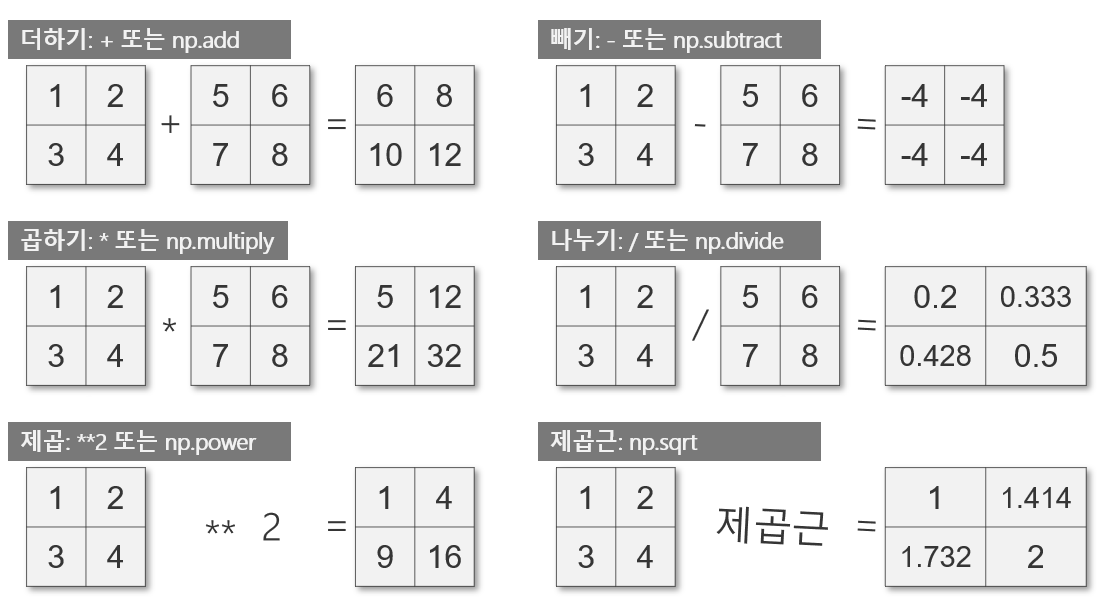 더하기: + 또는 np.add
1 2 5 6 6 8
+ =
3 4 7 8 10 12
빼기: - 또는 np.subtract
1 2 5 6 -4 -4
- =
3 4 7 8 -4 -4
곱하기: * 또는 np.multiply
1 2 5 6 5 12
* =
3 4 7 8 21 32
나누기: / 또는 np.divide
1 2 5 6 0.2 0.333
/ =
3 4 7 8 0.428 0.5
제곱: **2 또는 np.power
1 2 1 4
** 2 =
3 4 9 16
제곱근: np.sqrt
1 2 1 1.414
제곱근 =
3 4 1.732 2